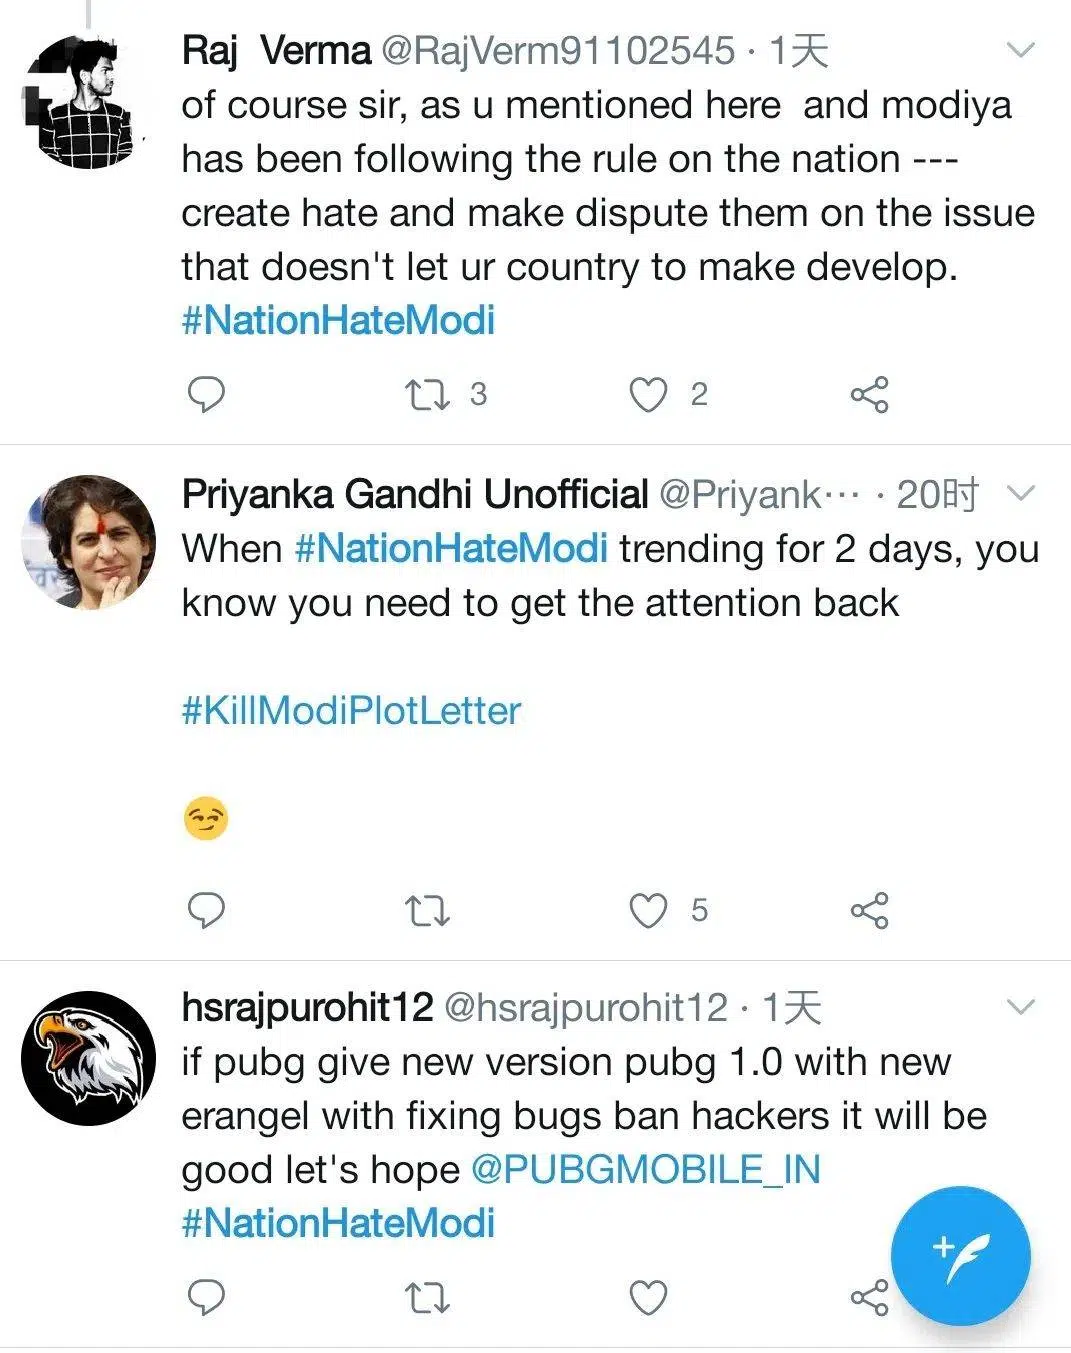 Raj Verma @RajVerm91102545 · 1天
of course sir, as u mentioned here and modiya
has been following the rule on the nation ---
create hate and make dispute them on the issue
that doesn't let ur country to make develop.
#NationHateModi
3 2
Priyanka Gandhi Unofficial @Priyank··· · 20时
When #NationHateModi trending for 2 days, you
know you need to get the attention back
#KillModiPlotLetter
5
hsrajpurohit12 @hsrajpurohit12 · 1天
if pubg give new version pubg 1.0 with new
erangel with fixing bugs ban hackers it will be
good let's hope @PUBGMOBILE_IN
#NationHateModi